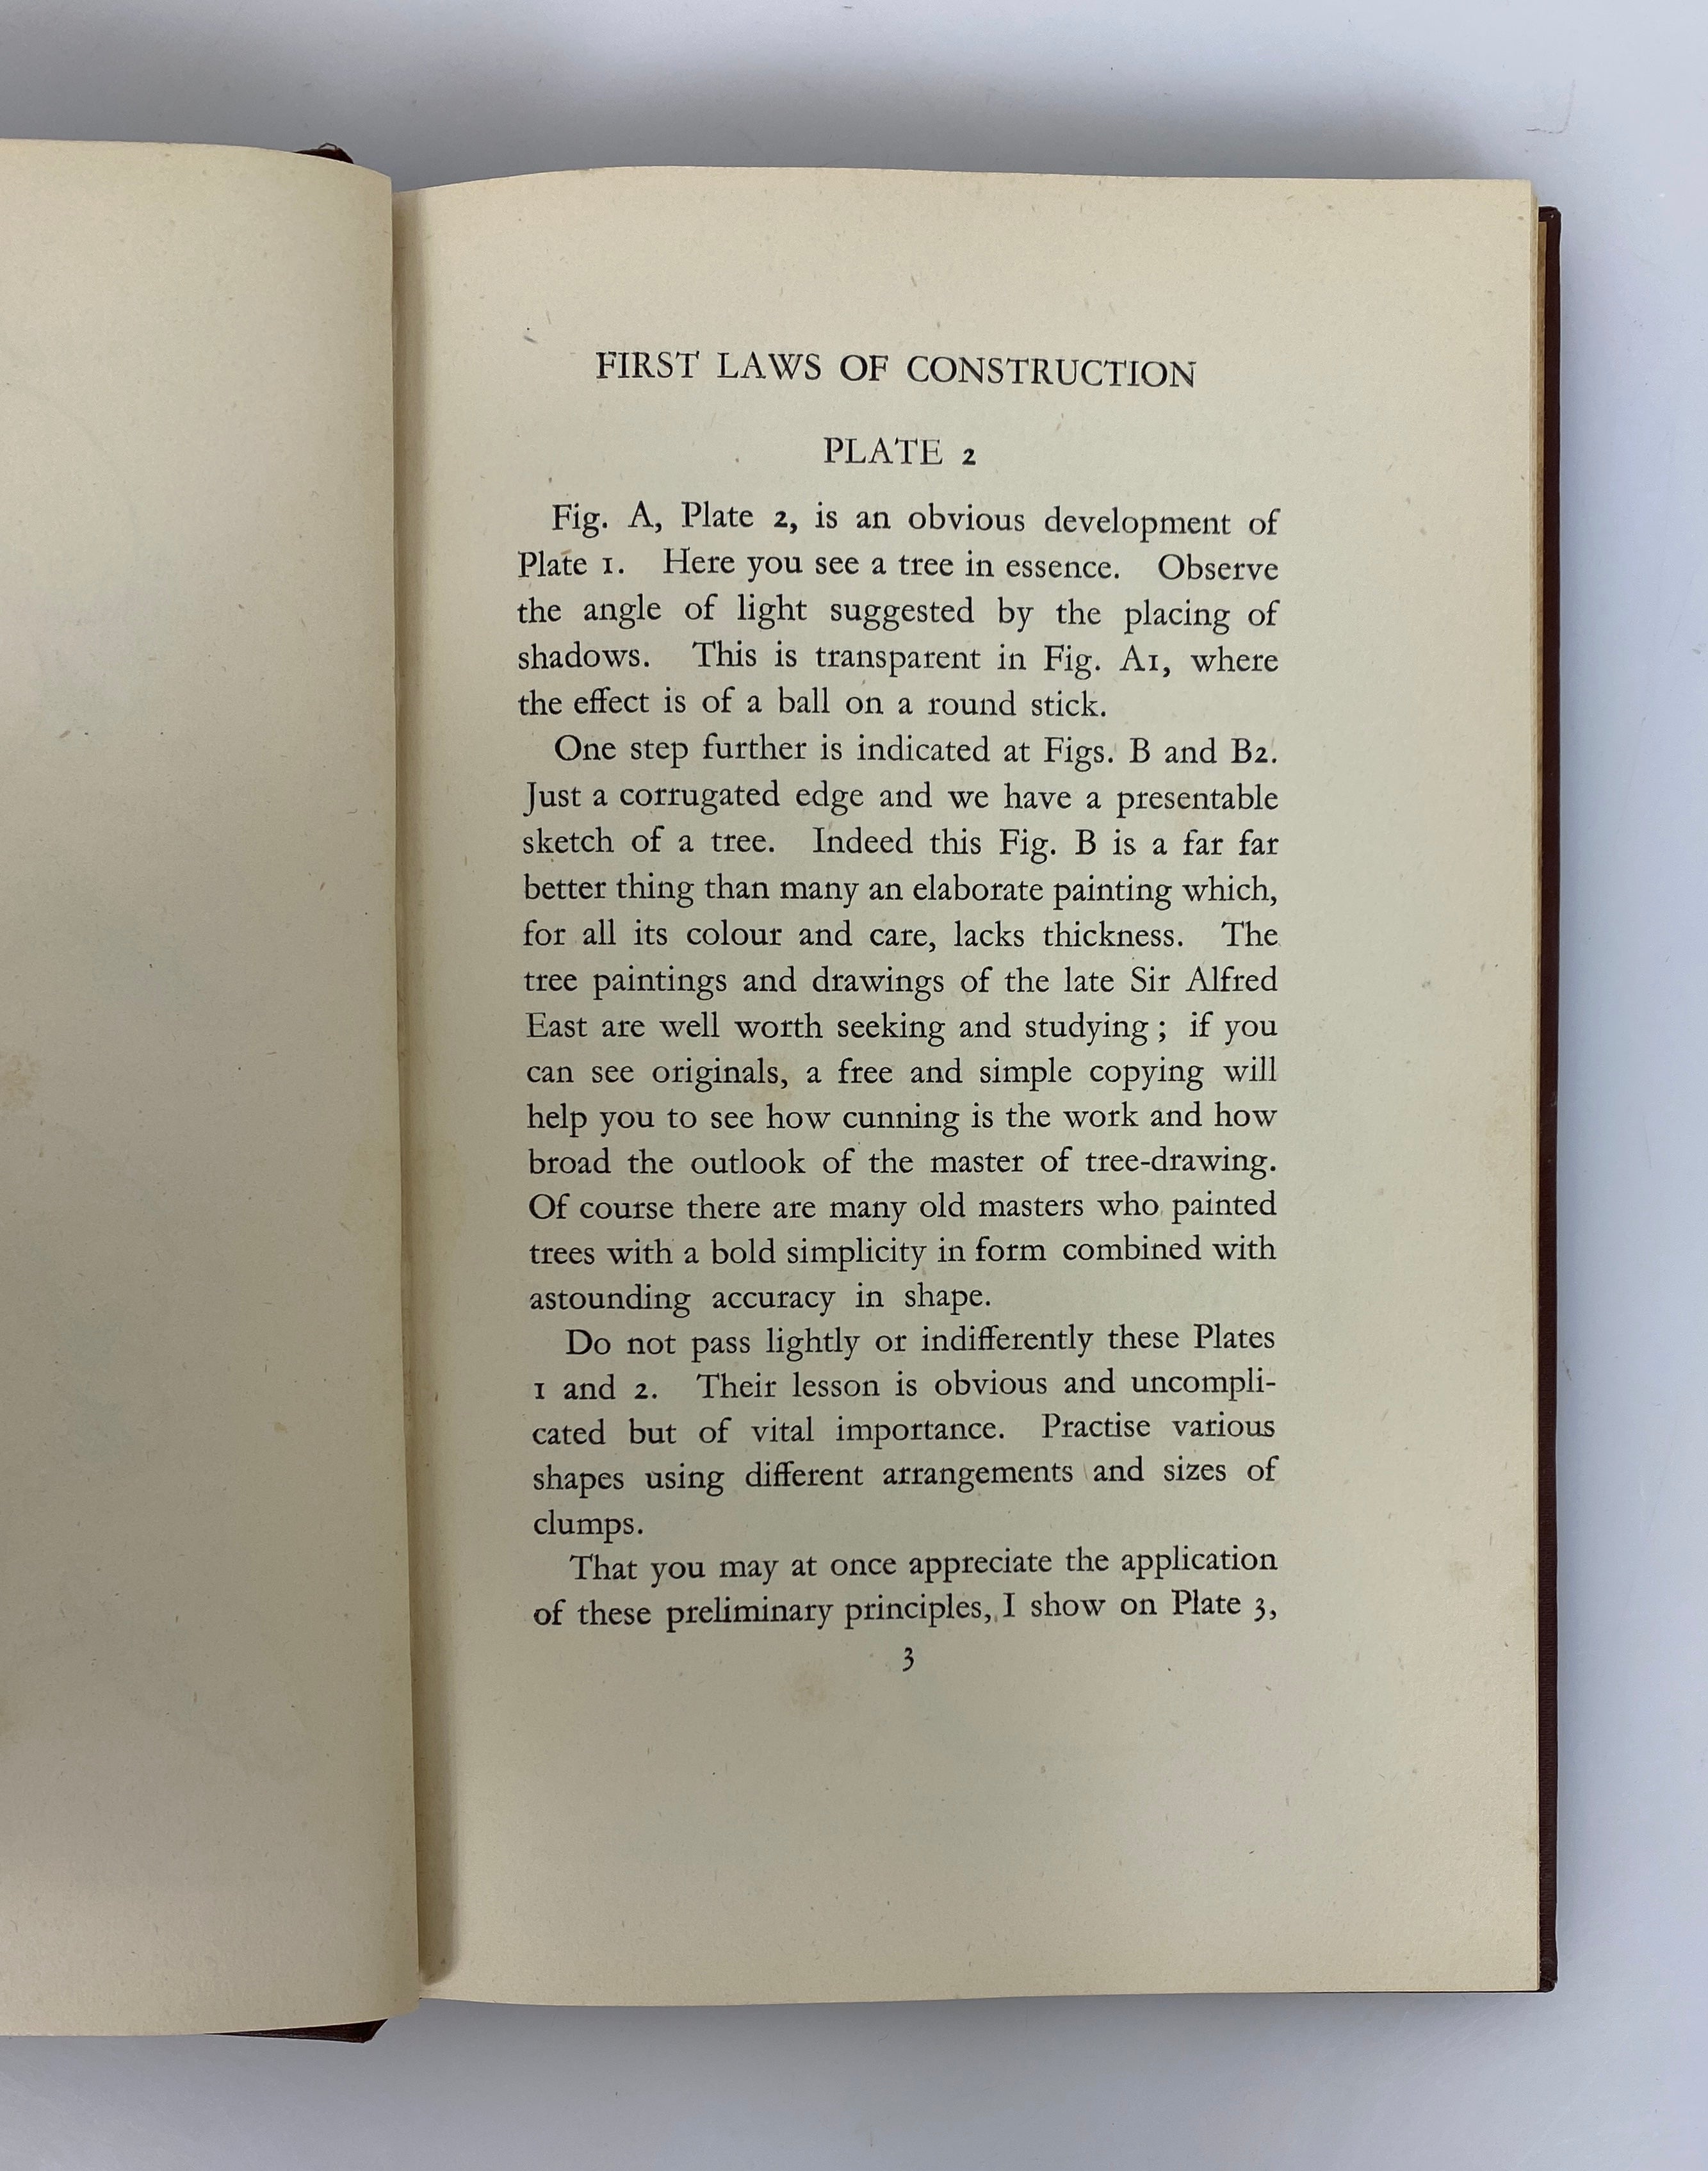 FIRST LAWS OF CONSTRUCTION
PLATE 2
Fig. A, Plate 2, is an obvious development of
Plate 1. Here you see a tree in essence. Observe
the angle of light suggested by the placing of
shadows. This is transparent in Fig. A1, where
the effect is of a ball on a round stick.
One step further is indicated at Figs. B and B2.
Just a corrugated edge and we have a presentable
sketch of a tree. Indeed this Fig. B is a far far
better thing than many an elaborate painting which,
for all its colour and care, lacks thickness. The
tree paintings and drawings of the late Sir Alfred
East are well worth seeking and studying ; if you
can see originals, a free and simple copying will
help you to see how cunning is the work and how
broad the outlook of the master of tree-drawing.
Of course there are many old masters who painted
trees with a bold simplicity in form combined with
astounding accuracy in shape.
Do not pass lightly or indifferently these Plates
1 and 2. Their lesson is obvious and uncompli-
cated but of vital importance. Practise various
shapes using different arrangements and sizes of
clumps.
That you may at once appreciate the application
of these preliminary principles, I show on Plate 3,
3